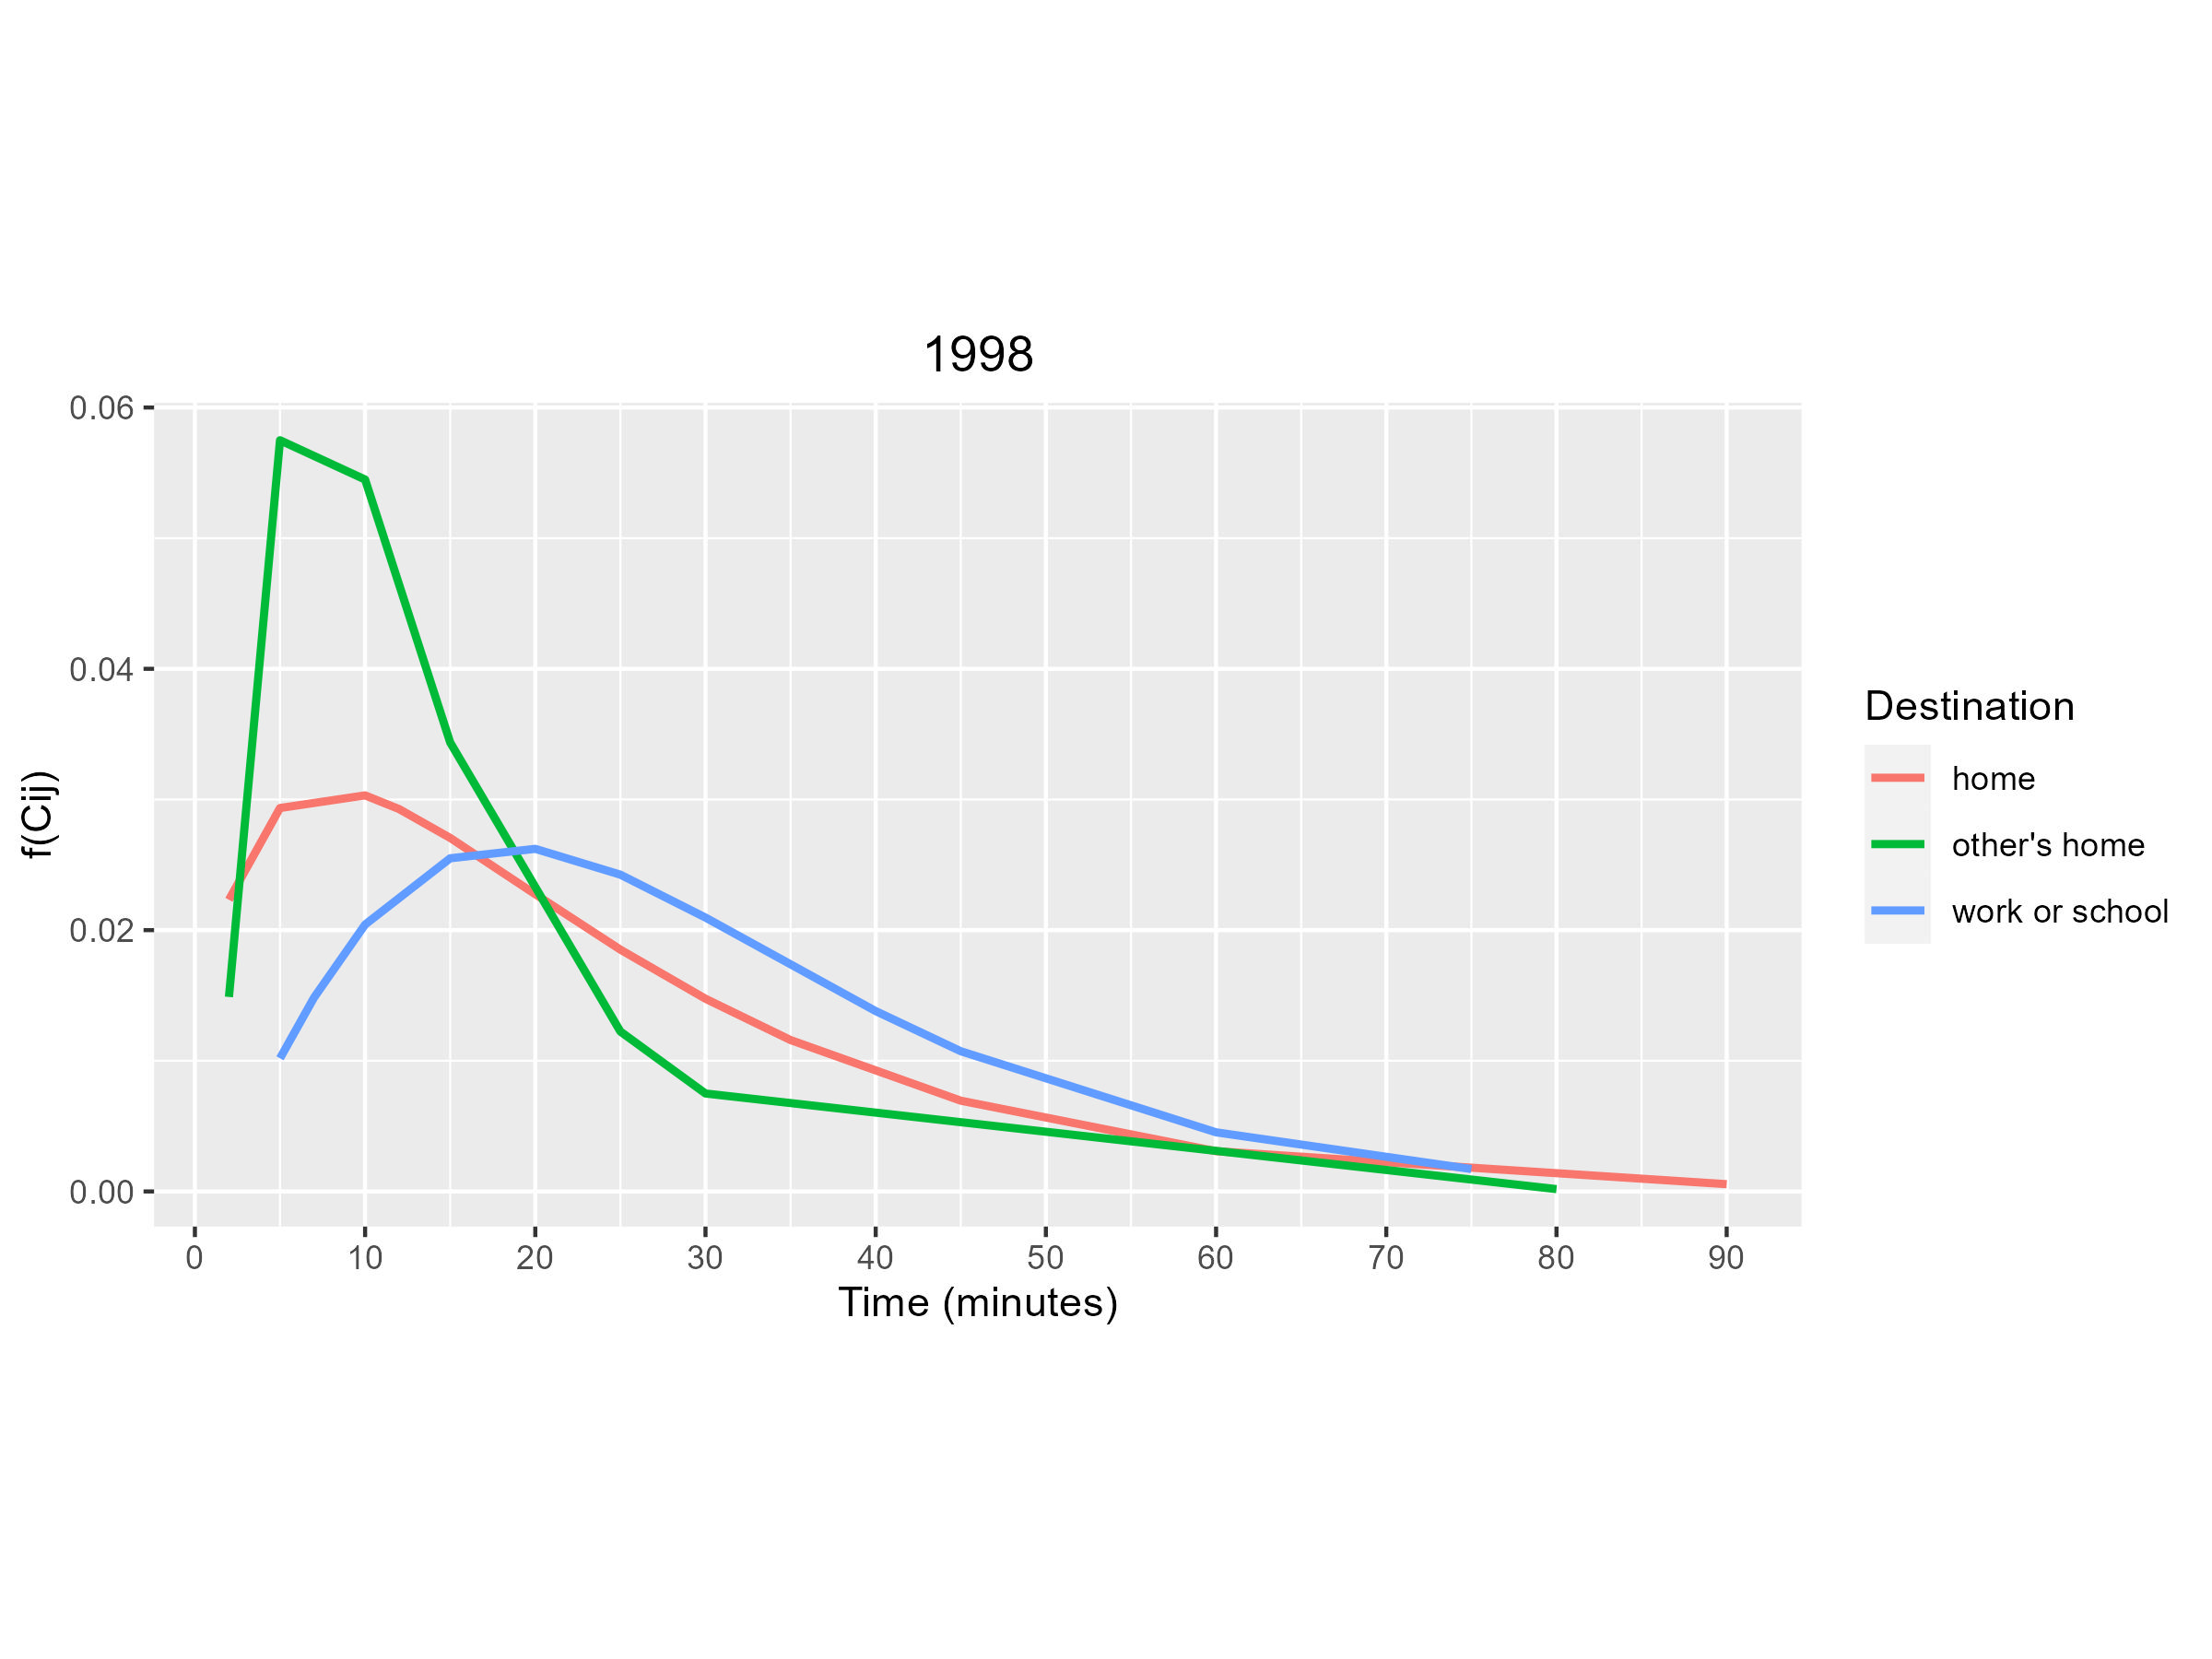 1998
0.06
0.04
0.02
0.00
f(Cij)
0 10 20 30 40 50 60 70 80 90
Time (minutes)
Destination
home
other's home
work or school